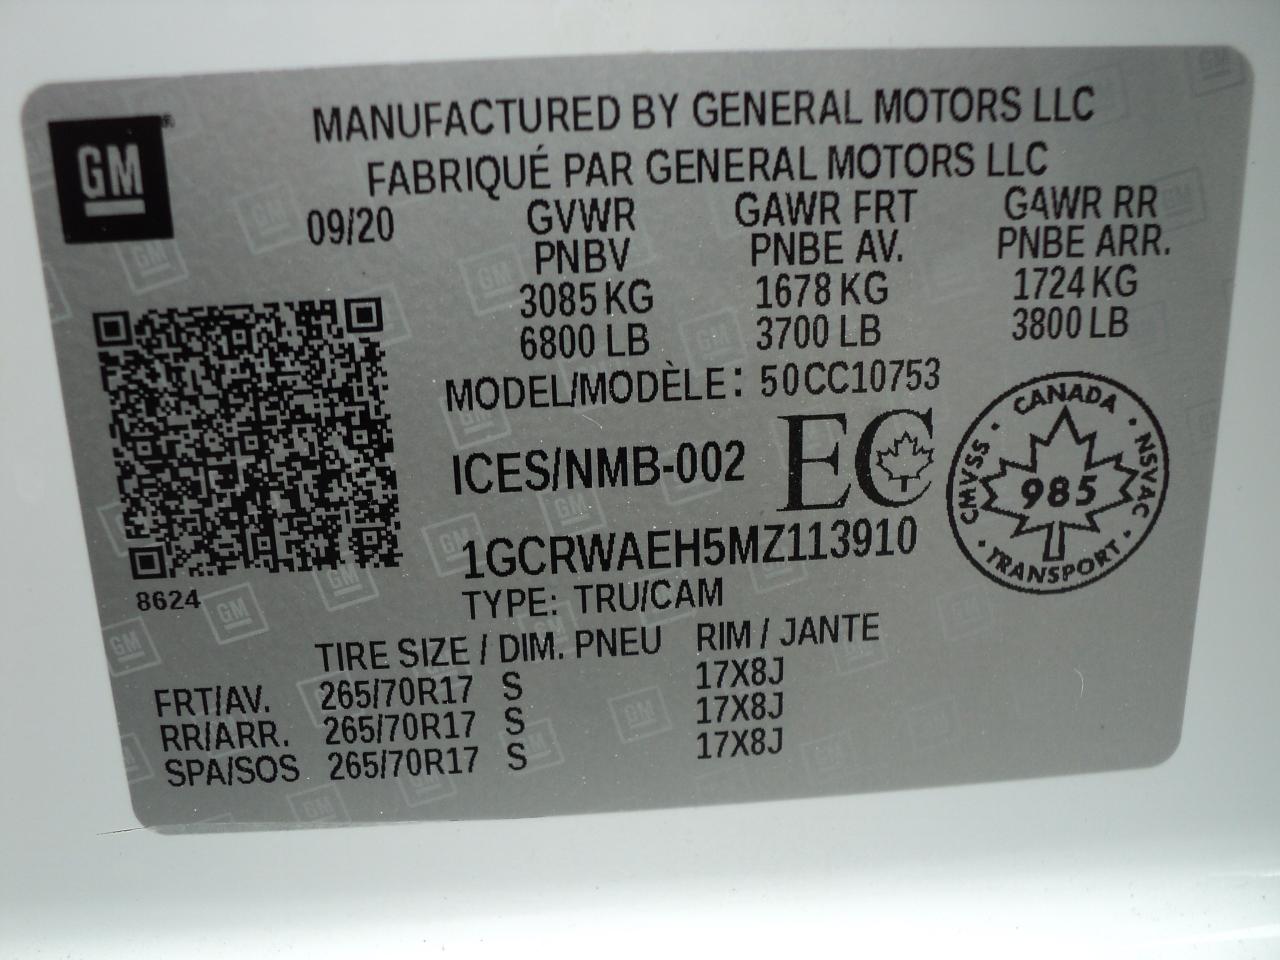 GM
MANUFACTURED BY GENERAL MOTORS LLC
FABRIQUÉ PAR GENERAL MOTORS LLC
09/20 GVWR GAWR FRT GAWR RR
PNBV PNBE AV. PNBE ARR.
3085 KG 1678 KG 1724 KG
6800 LB 3700 LB 3800 LB
MODEL/MODÈLE: 50CC10753
ICES/NMB-002 EC
CANADA · NSVAC · TRANSPORT · CMVSS ·
985
1GCRWAEH5MZ113910
8624
TYPE: TRU/CAM
TIRE SIZE / DIM. PNEU RIM / JANTE
FRT/AV. 265/70R17 S 17X8J
RR/ARR. 265/70R17 S 17X8J
SPA/SOS 265/70R17 S 17X8J